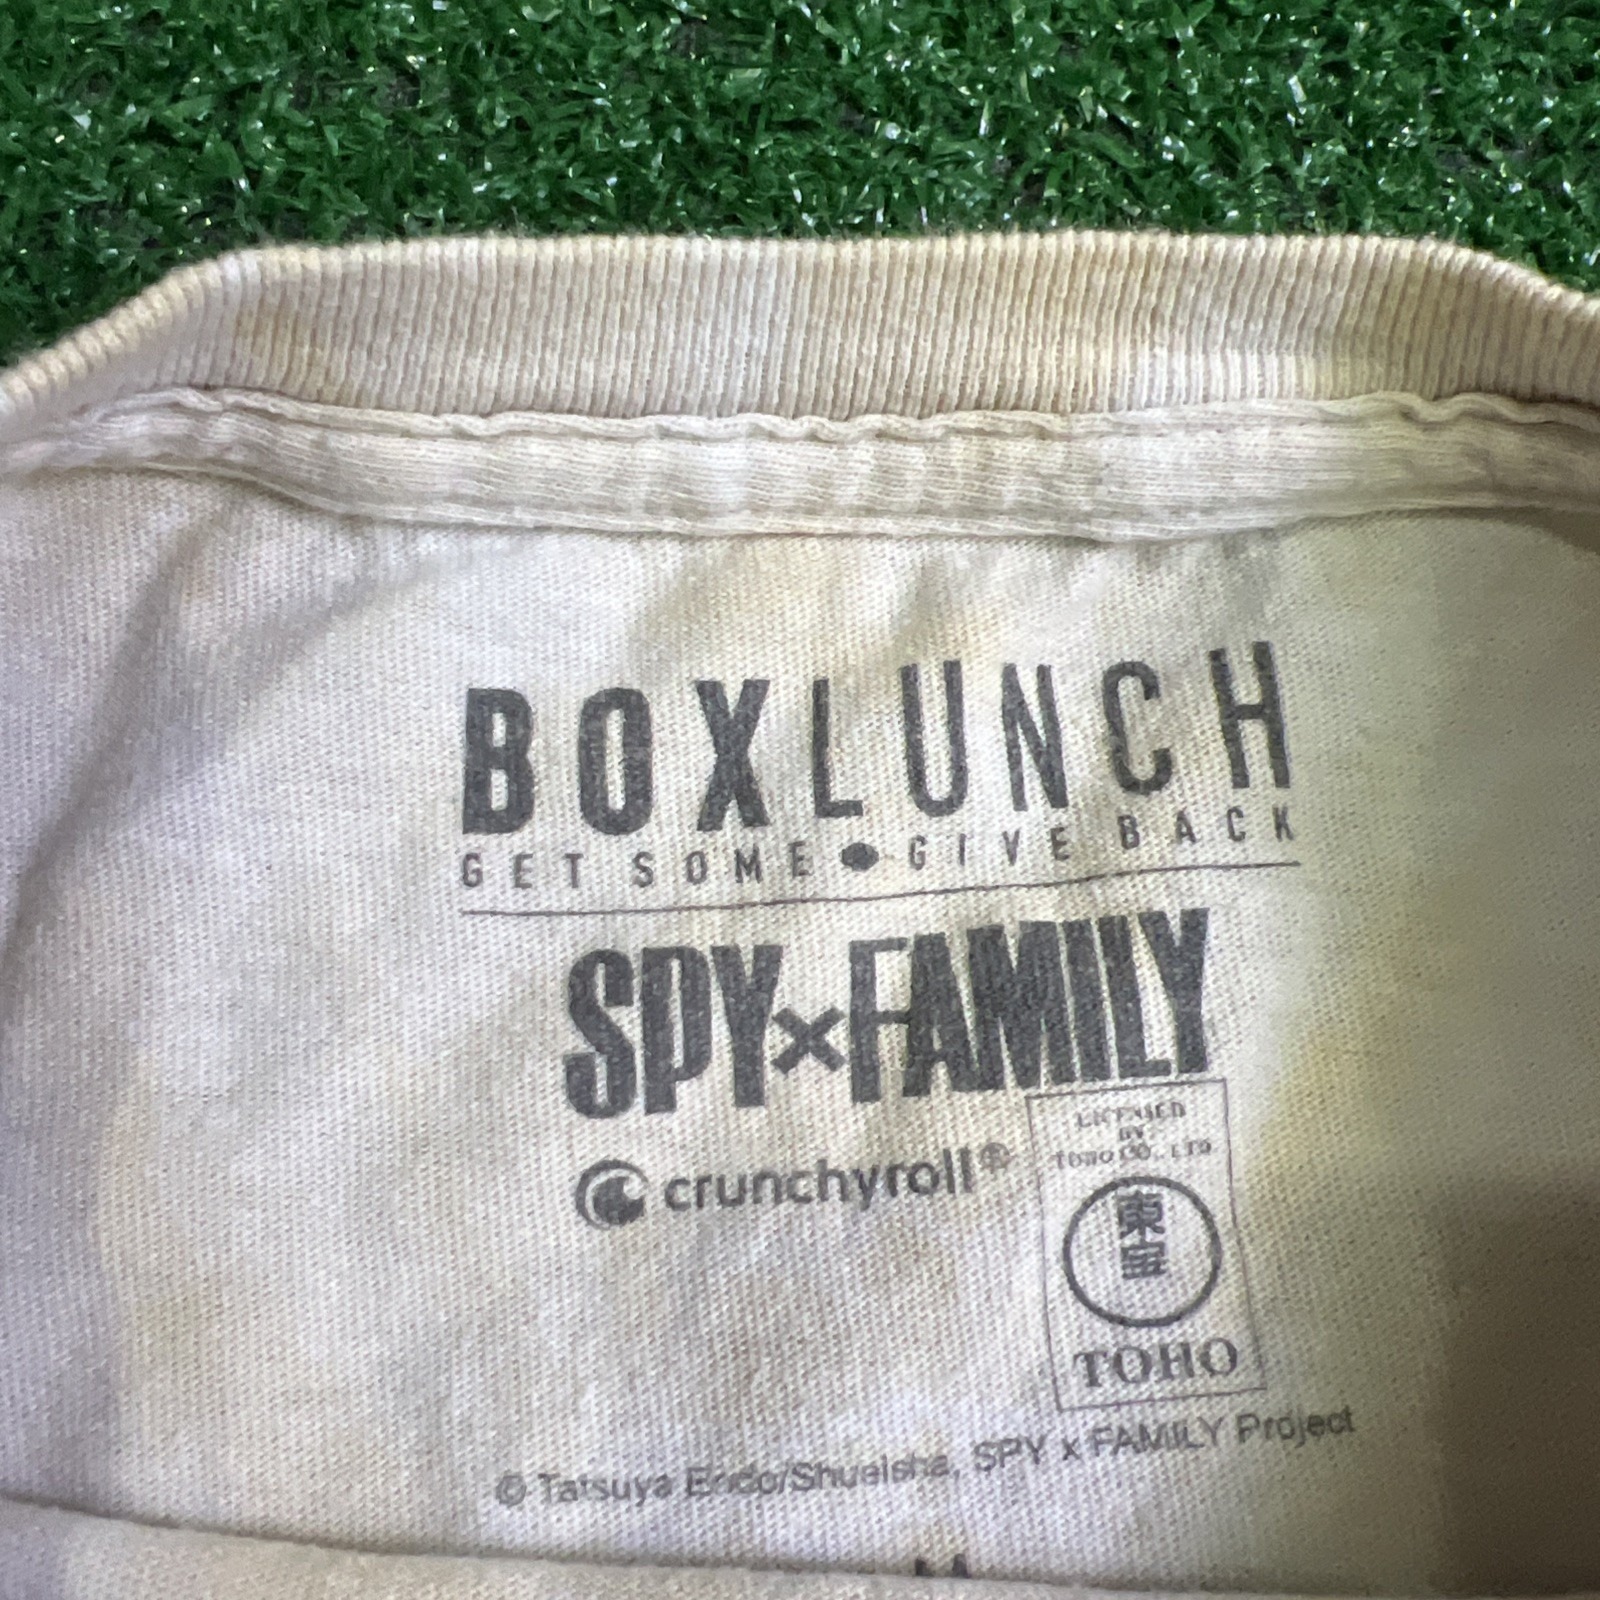 BOXLUNCH
GET SOME ● GIVE BACK
SPY×FAMILY
crunchyroll®
LICENSED
BY
TOHO CO., LTD.
東宝
TOHO
© Tatsuya Endo/Shueisha, SPY x FAMILY Project